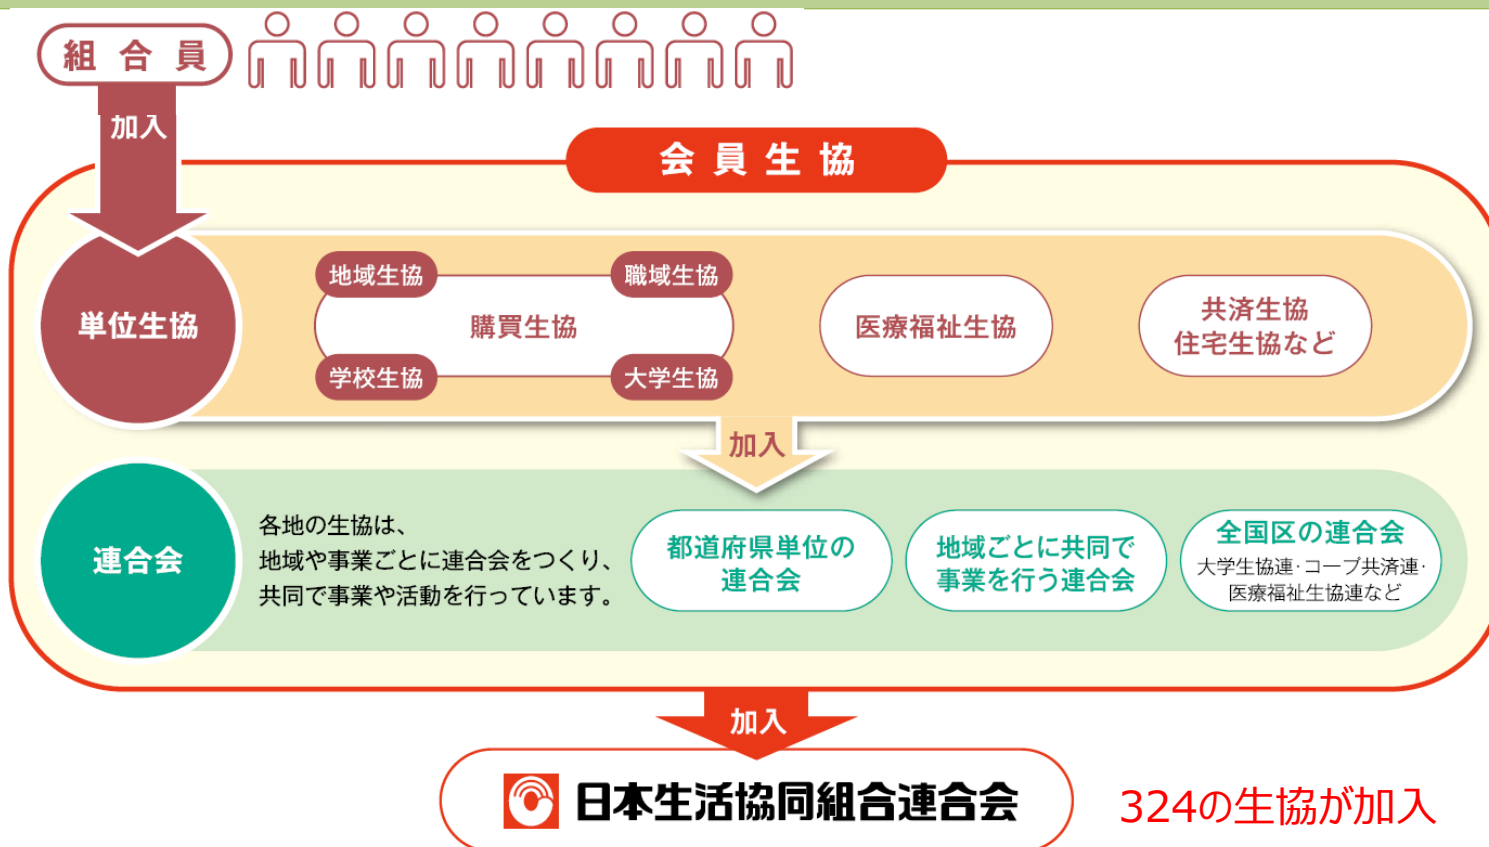 組合員
加入
会員生協
単位生協
地域生協
職域生協
購買生協
学校生協
大学生協
医療福祉生協
共済生協
住宅生協など
加入
連合会
各地の生協は、
地域や事業ごとに連合会をつくり、
共同で事業や活動を行っています。
都道府県単位の
連合会
地域ごとに共同で
事業を行う連合会
全国区の連合会
大学生協連・コープ共済連・
医療福祉生協連など
加入
日本生活協同組合連合会
324の生協が加入